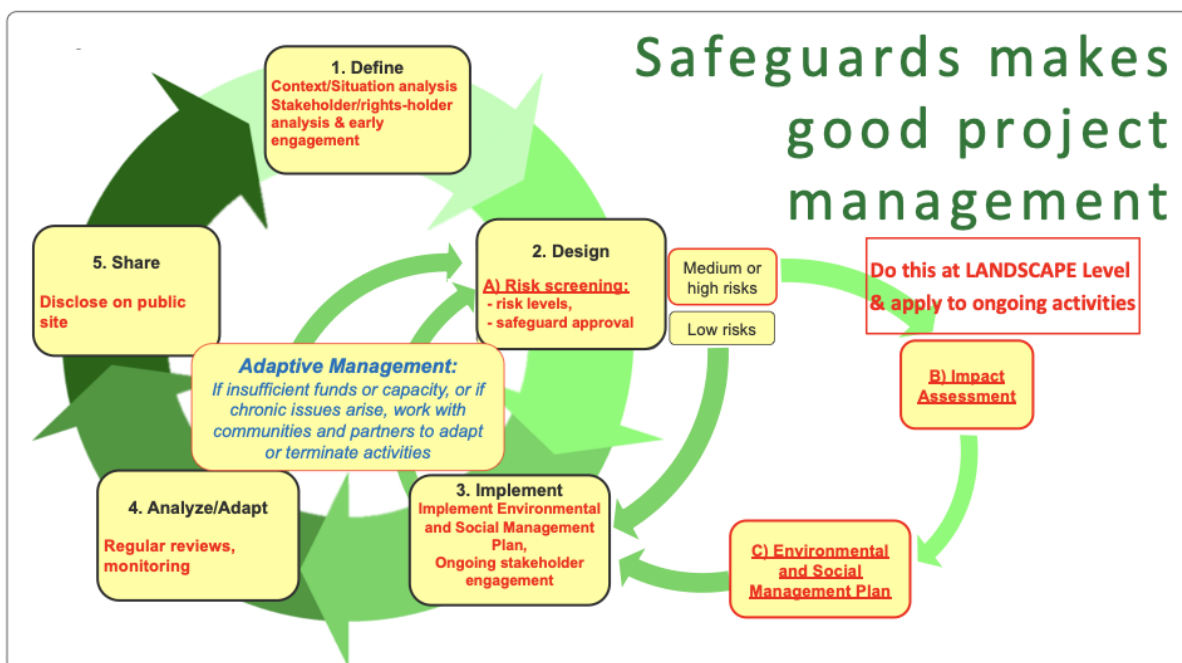 Safeguards makes
good project
management
1. Define
Context/Situation analysis
Stakeholder/rights-holder
analysis & early
engagement
2. Design
A) Risk screening:
- risk levels,
- safeguard approval
Medium or
high risks
Low risks
Do this at LANDSCAPE Level
& apply to ongoing activities
B) Impact
Assessment
C) Environmental
and Social
Management Plan
3. Implement
Implement Environmental
and Social Management
Plan,
Ongoing stakeholder
engagement
4. Analyze/Adapt
Regular reviews,
monitoring
5. Share
Disclose on public
site
Adaptive Management:
If insufficient funds or capacity, or if
chronic issues arise, work with
communities and partners to adapt
or terminate activities